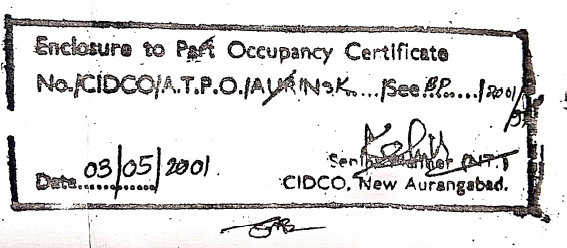 Enclosure to Part Occupancy Certificate
No./CIDCO/A.T.P.O./AUR/NSK..../See BP...../2001/
Date 03/05/2001.
Senior Planner (N.T.)
CIDCO, New Aurangabad.